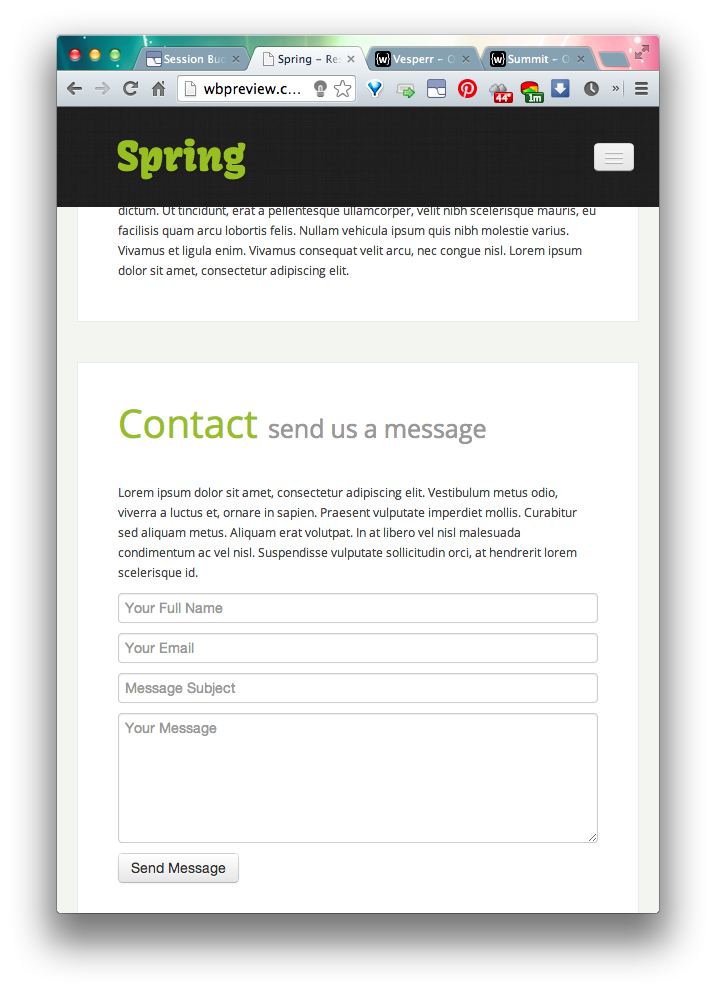 Session Buc
Spring – Re
Vesperr – O
Summit – O
wbpreview.c...
44°
1m
»
Spring
dictum. Ut tincidunt, erat a pellentesque ullamcorper, velit nibh scelerisque mauris, eu
facilisis quam arcu lobortis felis. Nullam vehicula ipsum quis nibh molestie varius.
Vivamus et ligula enim. Vivamus consequat velit arcu, nec congue nisl. Lorem ipsum
dolor sit amet, consectetur adipiscing elit.
Contact send us a message
Lorem ipsum dolor sit amet, consectetur adipiscing elit. Vestibulum metus odio,
viverra a luctus et, ornare in sapien. Praesent vulputate imperdiet mollis. Curabitur
sed aliquam metus. Aliquam erat volutpat. In at libero vel nisl malesuada
condimentum ac vel nisl. Suspendisse vulputate sollicitudin orci, at hendrerit lorem
scelerisque id.
Your Full Name
Your Email
Message Subject
Your Message
Send Message